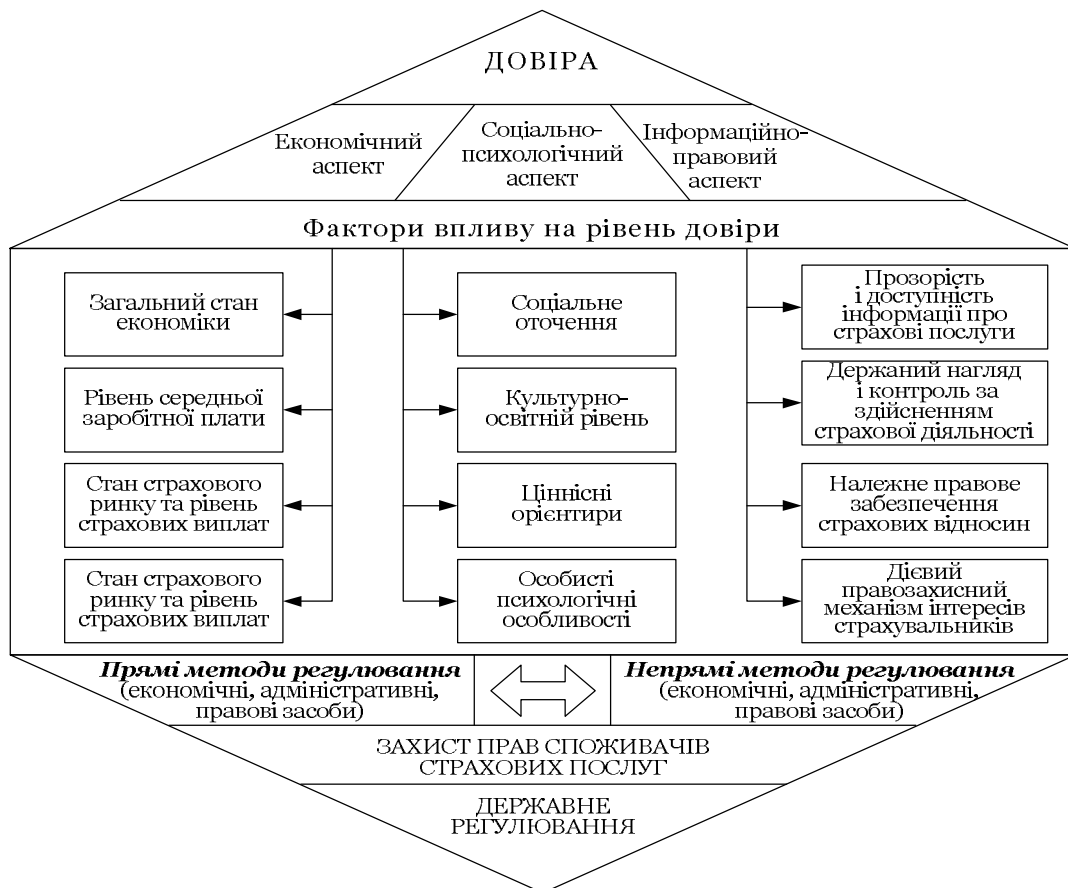 ДОВІРА
Економічний
аспект
Соціально-
психологічний
аспект
Інформаційно-
правовий
аспект
Фактори впливу на рівень довіри
Загальний стан
економіки
Рівень середньої
заробітної плати
Стан страхового
ринку та рівень
страхових виплат
Стан страхового
ринку та рівень
страхових виплат
Соціальне
оточення
Культурно-
освітній рівень
Ціннісні
орієнтири
Особисті
психологічні
особливості
Прозорість
і доступність
інформації про
страхові послуги
Держаний нагляд
і контроль за
здійсненням
страхової діяльності
Належне правове
забезпечення
страхових відносин
Дієвий
правозахисний
механізм інтересів
страхувальників
Прямі методи регулювання
(економічні, адміністративні,
правові засоби)
Непрямі методи регулювання
(економічні, адміністративні,
правові засоби)
ЗАХИСТ ПРАВ СПОЖИВАЧІВ
СТРАХОВИХ ПОСЛУГ
ДЕРЖАВНЕ
РЕГУЛЮВАННЯ